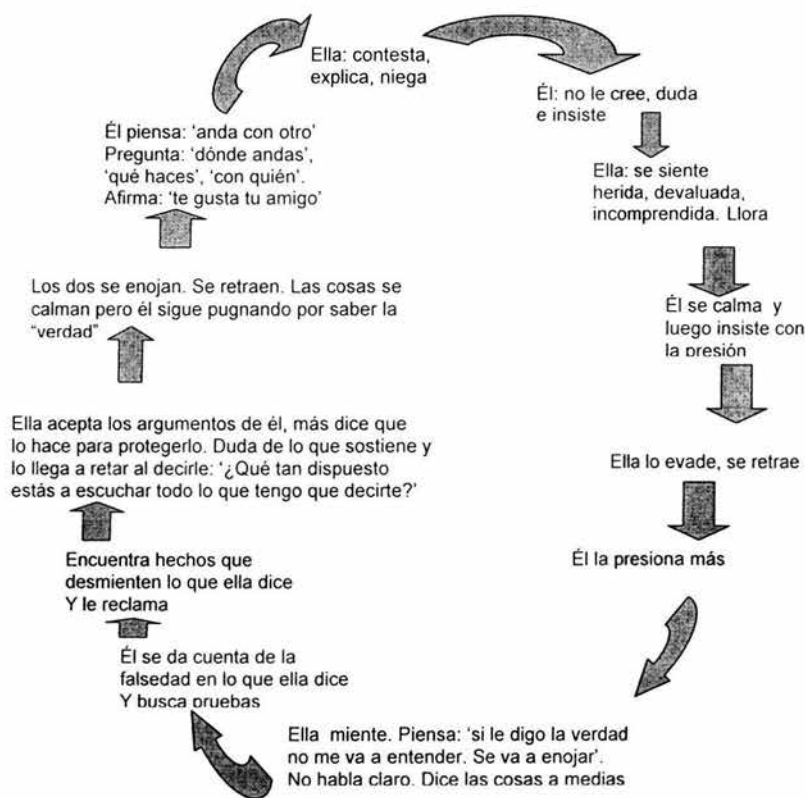 Ella: contesta,
explica, niega
Él: no le cree, duda
e insiste
Ella: se siente
herida, devaluada,
incomprendida. Llora
Él se calma y
luego insiste con
la presión
Ella lo evade, se retrae
Él la presiona más
Ella miente. Piensa: 'si le digo la verdad
no me va a entender. Se va a enojar'.
No habla claro. Dice las cosas a medias
Él se da cuenta de la
falsedad en lo que ella dice
Y busca pruebas
Encuentra hechos que
desmienten lo que ella dice
Y le reclama
Ella acepta los argumentos de él, más dice que
lo hace para protegerlo. Duda de lo que sostiene y
lo llega a retar al decirle: '¿Qué tan dispuesto
estás a escuchar todo lo que tengo que decirte?'
Los dos se enojan. Se retraen. Las cosas se
calman pero él sigue pugnando por saber la
"verdad"
Él piensa: 'anda con otro'
Pregunta: 'dónde andas',
'qué haces', 'con quién'.
Afirma: 'te gusta tu amigo'